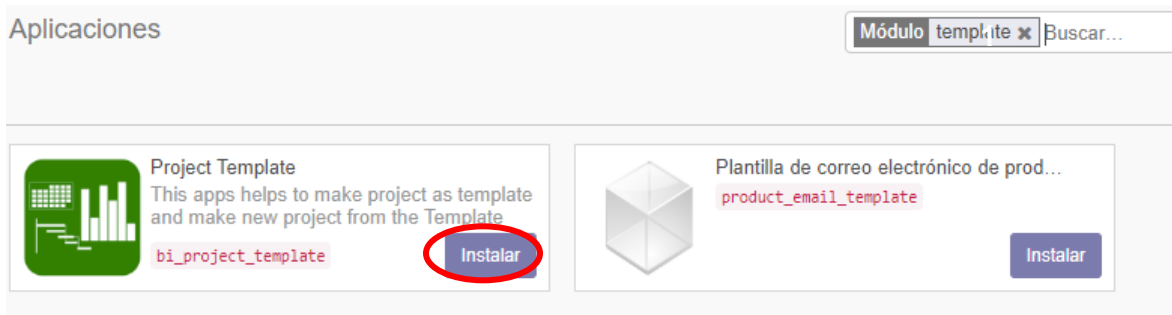 Aplicaciones
Módulo template × Buscar...
Project Template
This apps helps to make project as template
and make new project from the Template
bi_project_template
Instalar
Plantilla de correo electrónico de prod...
product_email_template
Instalar